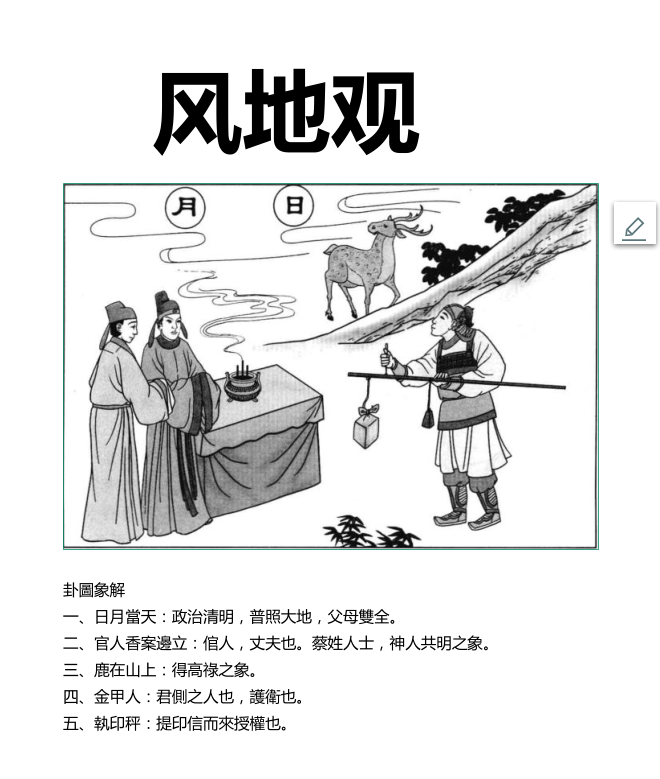 风地观
月 日
卦圖象解
一、日月當天：政治清明，普照大地，父母雙全。
二、官人香案邊立：倌人，丈夫也。蔡姓人士，神人共明之象。
三、鹿在山上：得高祿之象。
四、金甲人：君側之人也，護衛也。
五、執印秤：提印信而來授權也。